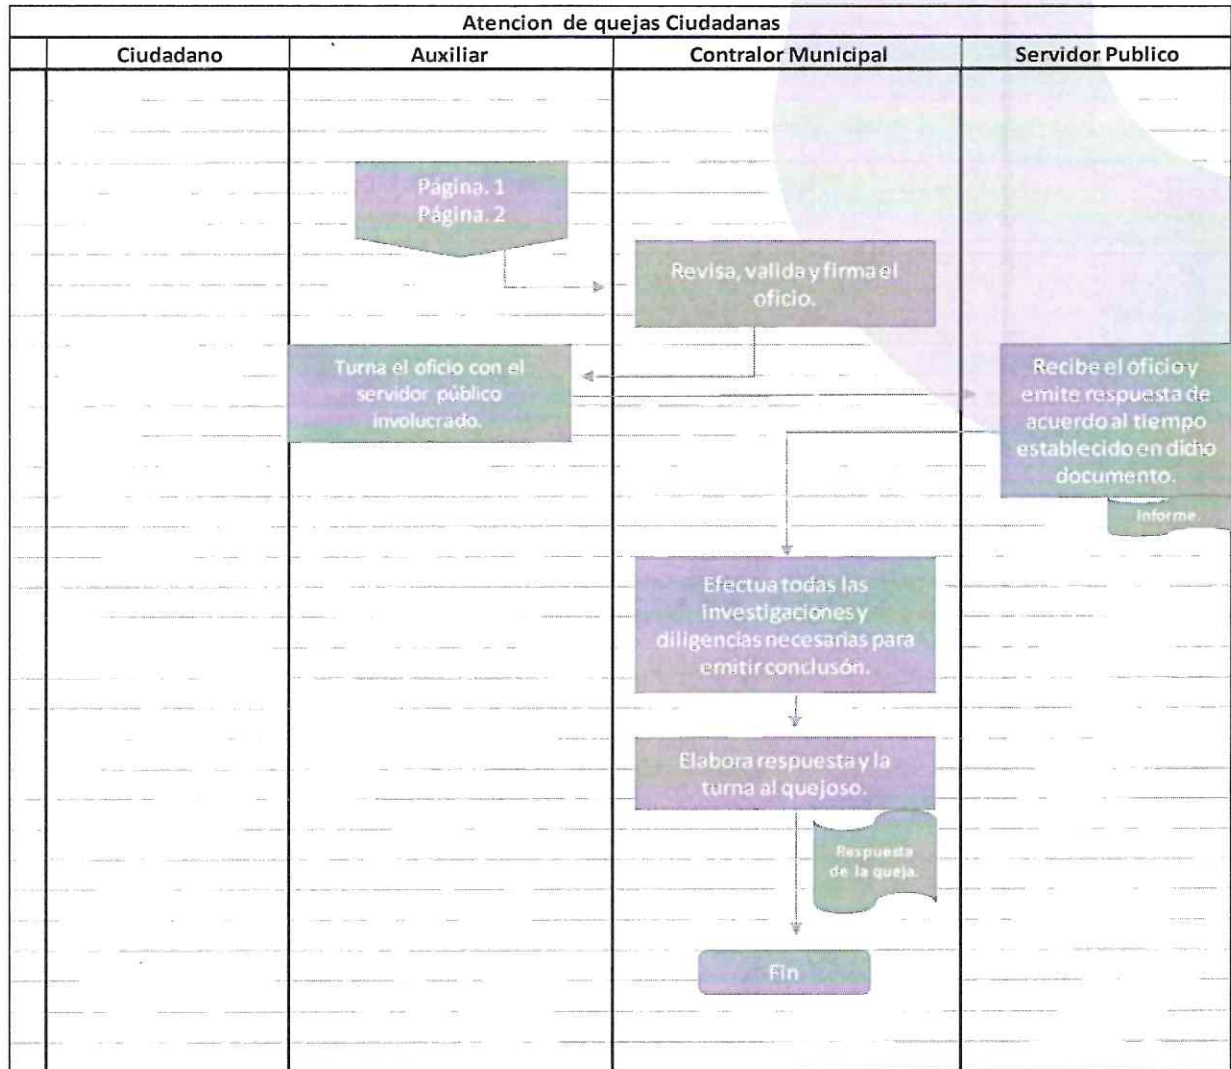 Atencion de quejas Ciudadanas
Ciudadano
Auxiliar
Contralor Municipal
Servidor Publico
Página. 1
Página. 2
Revisa, valida y firma el
oficio.
Turna el oficio con el
servidor público
involucrado.
Recibe el oficio y
emite respuesta de
acuerdo al tiempo
establecido en dicho
documento.
Informe.
Efectua todas las
investigaciones y
diligencias necesarias para
emitir conclusón.
Elabora respuesta y la
turna al quejoso.
Respuesta
de la queja.
Fin